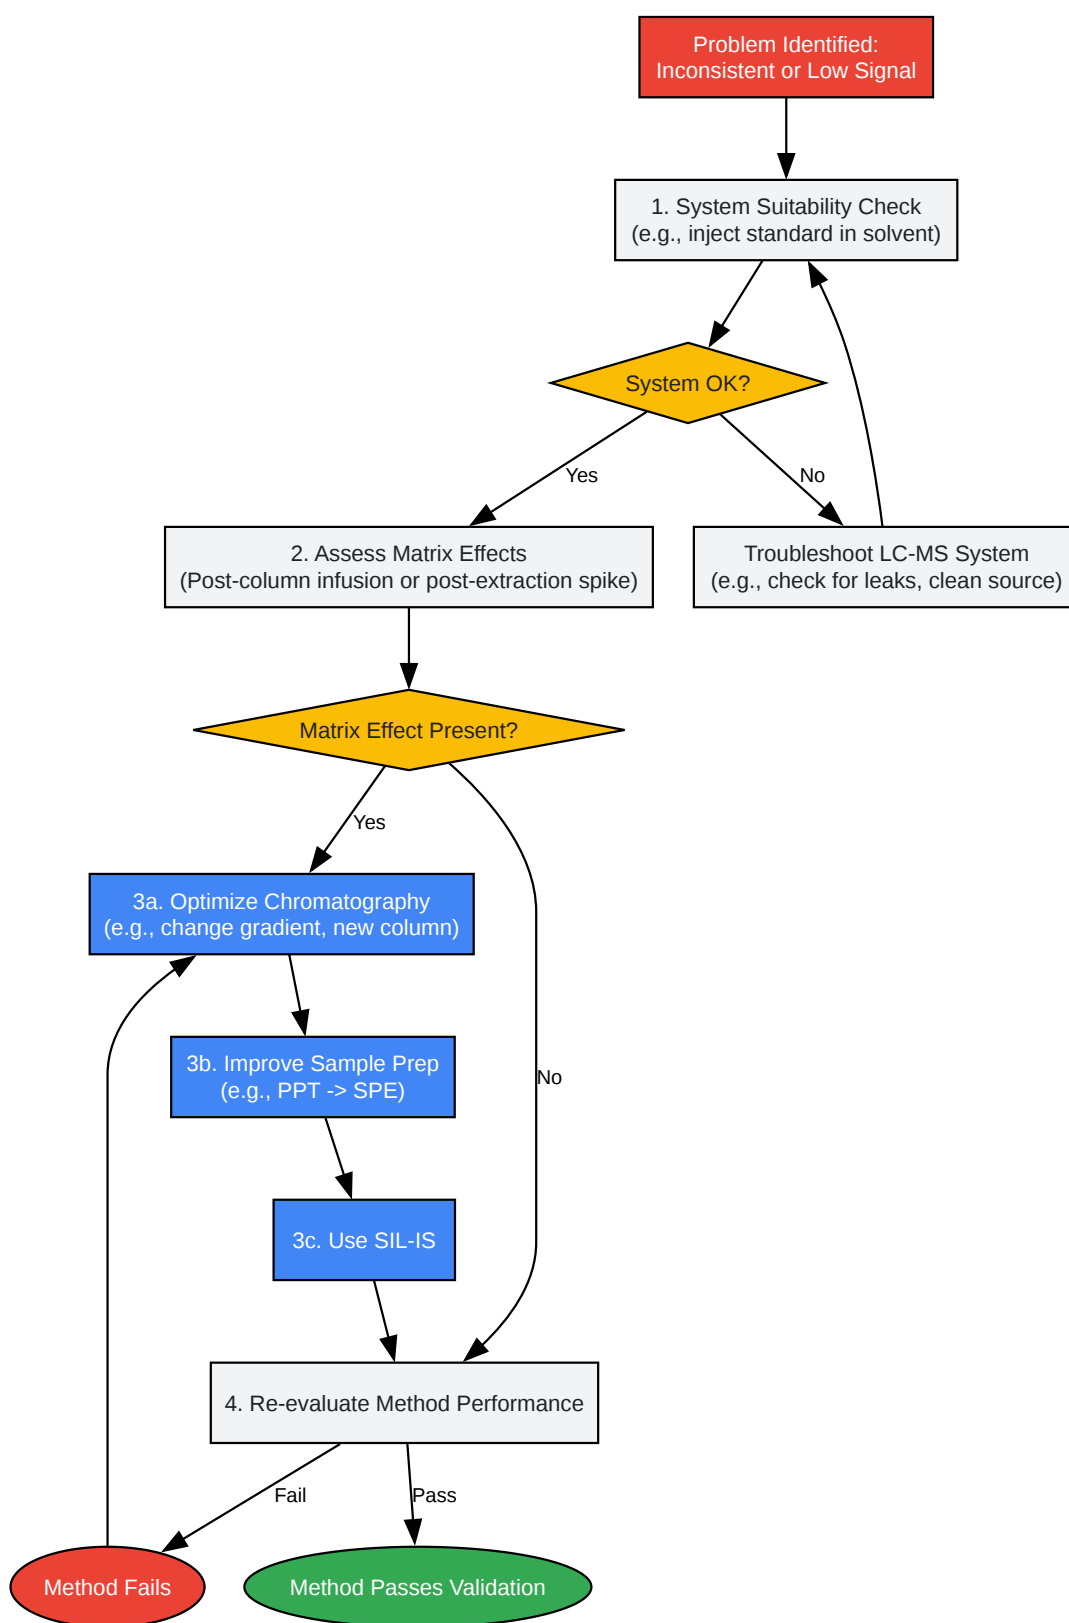 Problem Identified:
Inconsistent or Low Signal
1. System Suitability Check
(e.g., inject standard in solvent)
System OK?
Yes
No
2. Assess Matrix Effects
(Post-column infusion or post-extraction spike)
Troubleshoot LC-MS System
(e.g., check for leaks, clean source)
Matrix Effect Present?
Yes
3a. Optimize Chromatography
(e.g., change gradient, new column)
3b. Improve Sample Prep
(e.g., PPT -> SPE)
No
3c. Use SIL-IS
4. Re-evaluate Method Performance
Fail
Pass
Method Fails
Method Passes Validation